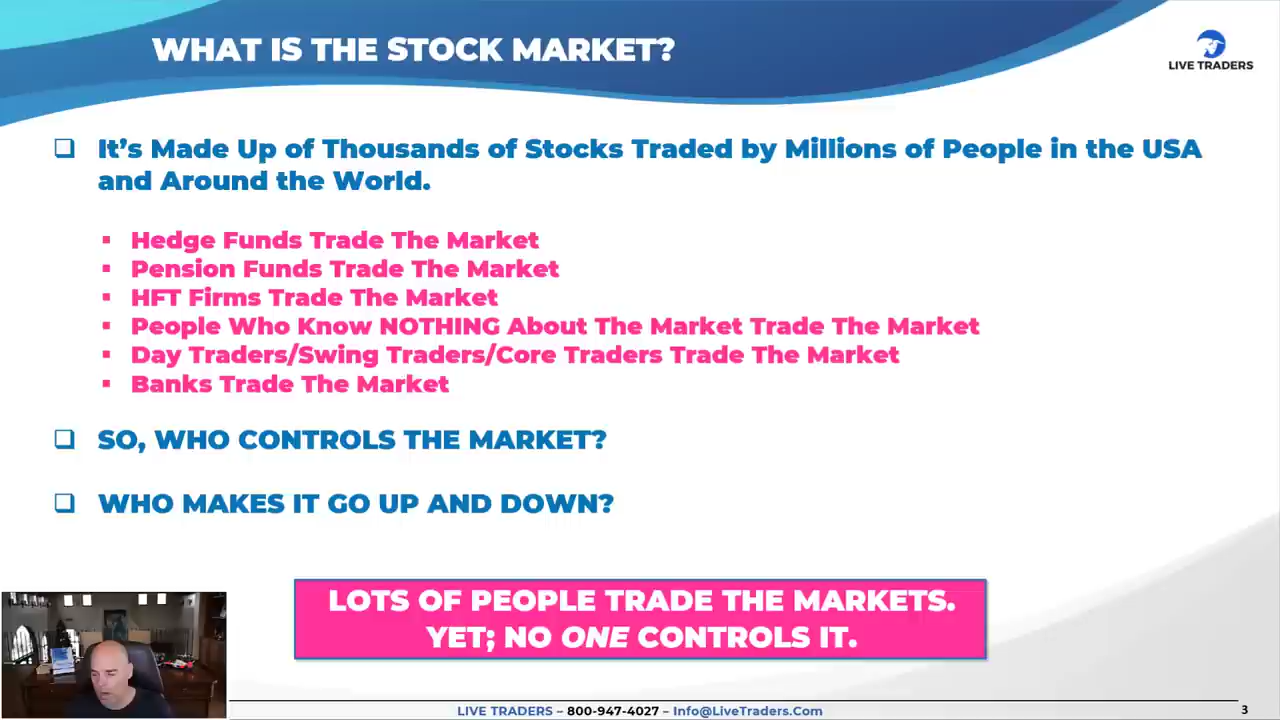 WHAT IS THE STOCK MARKET?
LIVE TRADERS
It's Made Up of Thousands of Stocks Traded by Millions of People in the USA
and Around the World.
Hedge Funds Trade The Market
Pension Funds Trade The Market
HFT Firms Trade The Market
People Who Know NOTHING About The Market Trade The Market
Day Traders/Swing Traders/Core Traders Trade The Market
Banks Trade The Market
SO, WHO CONTROLS THE MARKET?
WHO MAKES IT GO UP AND DOWN?
LOTS OF PEOPLE TRADE THE MARKETS.
YET; NO ONE CONTROLS IT.
LIVE TRADERS – 800-947-4027 – Info@LiveTraders.Com
3